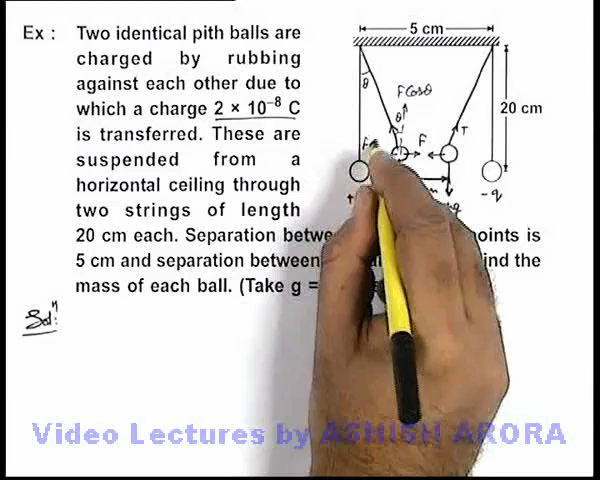 Ex : Two identical pith balls are
charged by rubbing
against each other due to
which a charge 2 × 10⁻⁸ C
is transferred. These are
suspended from a
horizontal ceiling through
two strings of length
20 cm each. Separation betwe points is
5 cm and separation between ind the
mass of each ball. (Take g =
5 cm
20 cm
θ
F cosθ
θ
F
T
-q
Solⁿ:
Video Lectures by ASHISH ARORA